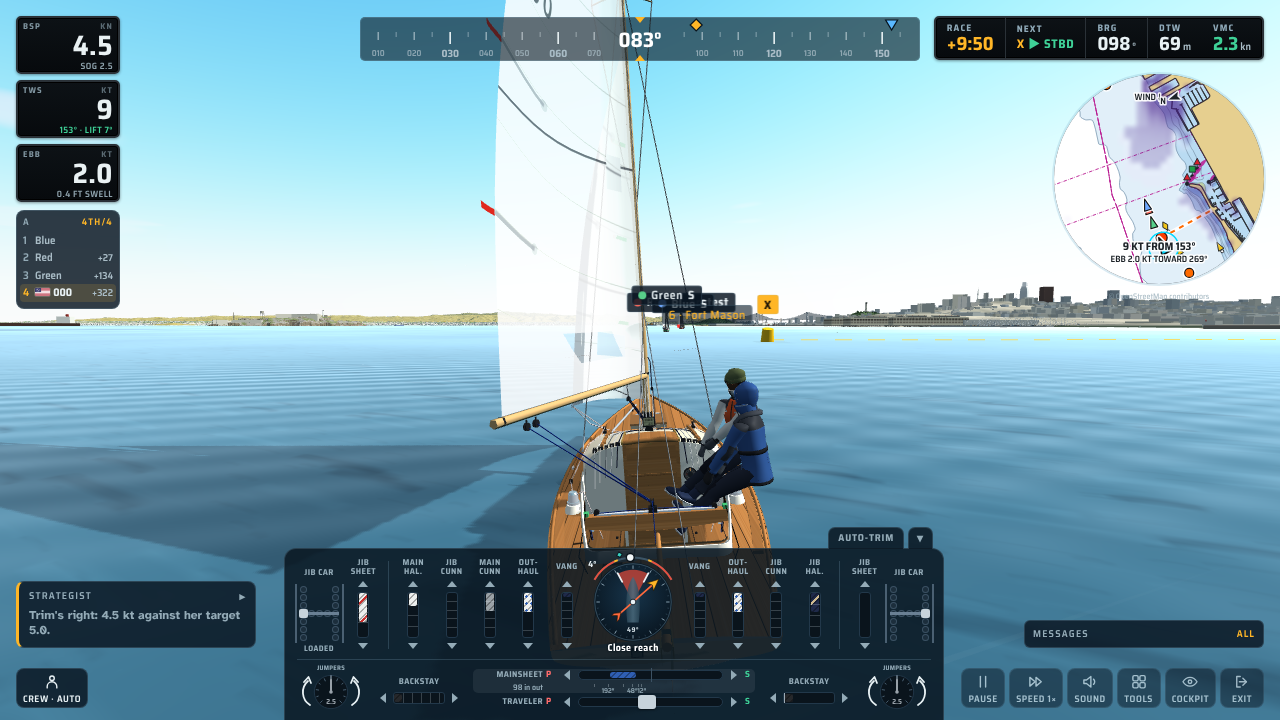 BSP KN
4.5
SOG 2.5
TWS KT
9
153° · LIFT 7°
EBB KT
2.0
0.4 FT SWELL
A 4TH/4
1 Blue
2 Red +27
3 Green +134
4 000 +322
010 020 030 040 050 060 070 083° 100 110 120 130 140 150
RACE
+9:50
NEXT
X ▶ STBD
BRG
098°
DTW
69 m
VMC
2.3 kn
WIND
N
9 KT FROM 153°
EBB 2.0 KT TOWARD 269°
StreetMap contributors
Green S
6 · Fort Mason
X
AUTO-TRIM ▼
STRATEGIST
Trim's right: 4.5 kt against her target
5.0.
CREW · AUTO
JIB CAR
LOADED
JIB SHEET
MAIN HAL.
JIB CUNN
MAIN CUNN
OUT-HAUL
VANG
4°
49°
Close reach
VANG
OUT-HAUL
JIB CUNN
JIB HAL.
JIB SHEET
JIB CAR
JUMPERS
2.5
BACKSTAY
MAINSHEET P S
98 in out
TRAVELER P S
BACKSTAY
JUMPERS
2.5
MESSAGES ALL
PAUSE
SPEED 1×
SOUND
TOOLS
COCKPIT
EXIT